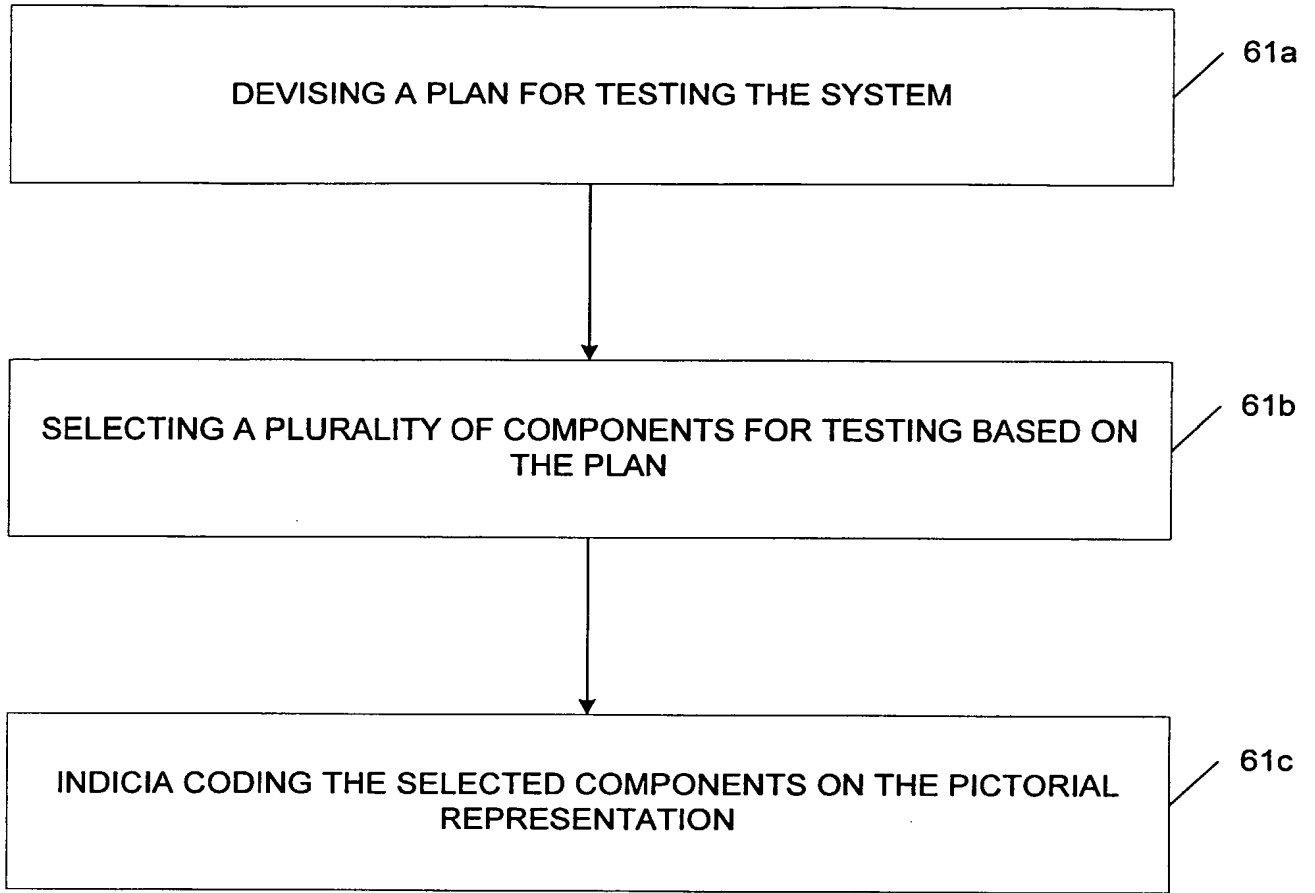 DEVISING A PLAN FOR TESTING THE SYSTEM
61a
SELECTING A PLURALITY OF COMPONENTS FOR TESTING BASED ON
THE PLAN
61b
INDICIA CODING THE SELECTED COMPONENTS ON THE PICTORIAL
REPRESENTATION
61c